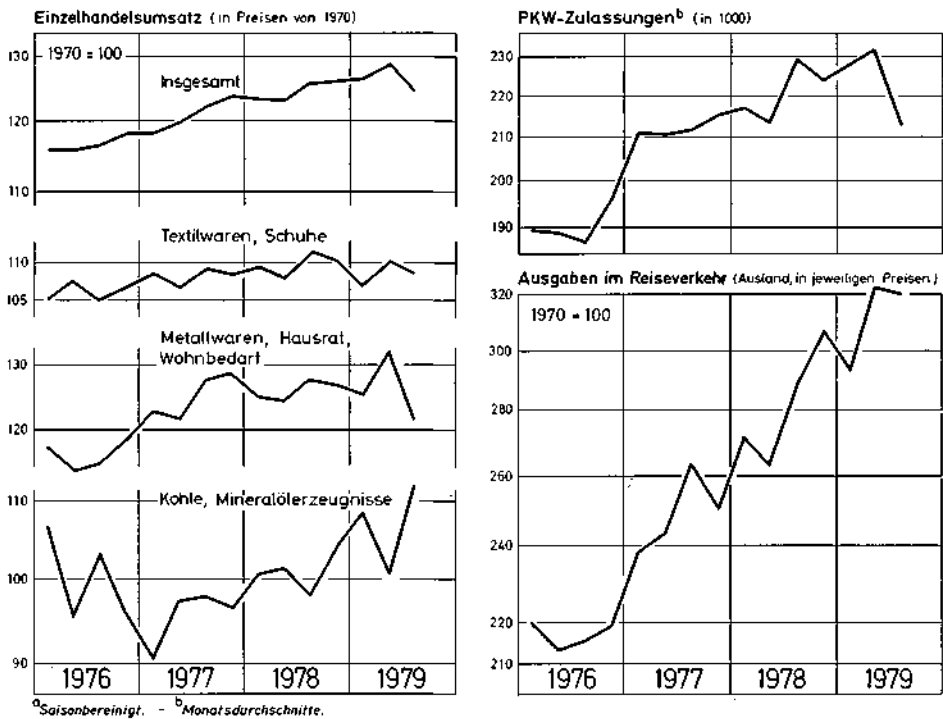 Einzelhandelsumsatz (in Preisen von 1970)
130
1970 = 100
Insgesamt
120
110
Textilwaren, Schuhe
110
105
Metallwaren, Hausrat,
Wohnbedarf
130
120
110
Kohle, Mineralölerzeugnisse
100
90
1976 1977 1978 1979
PKW-Zulassungenᵇ (in 1000)
230
220
210
200
190
Ausgaben im Reiseverkehr (Ausland, in jeweiligen Preisen)
320
1970 = 100
300
280
260
240
220
210
1976 1977 1978 1979
ᵃSaisonbereinigt. - ᵇMonatsdurchschnitte.